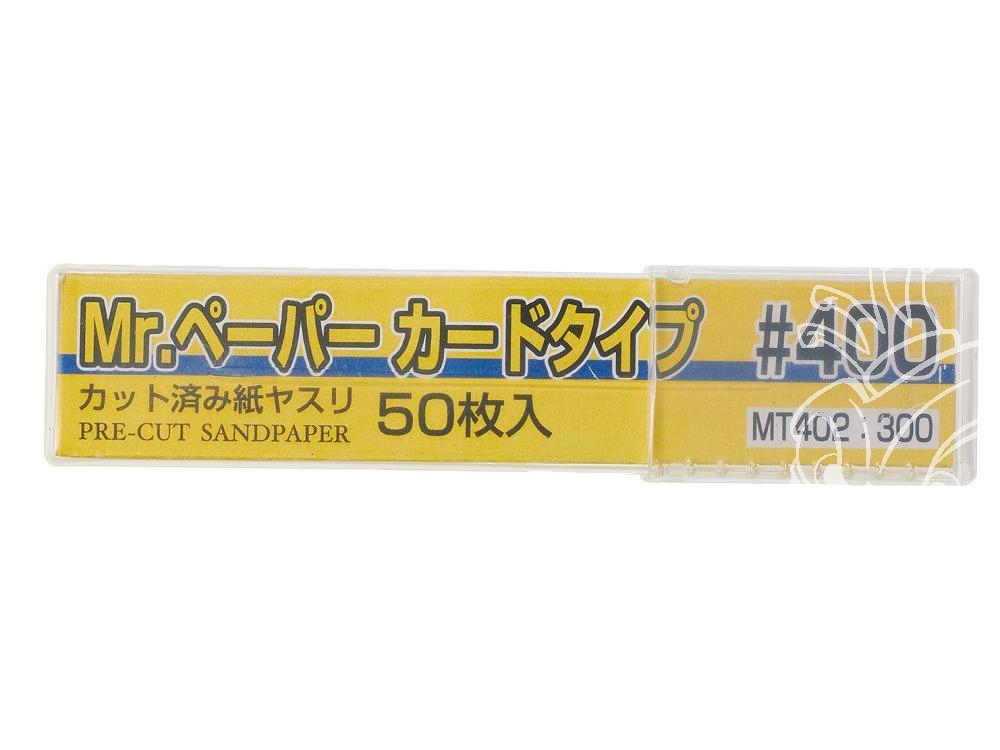 Mr.ペーパー カードタイプ #400
カット済み紙ヤスリ 50枚入
PRE-CUT SANDPAPER
MT402:300